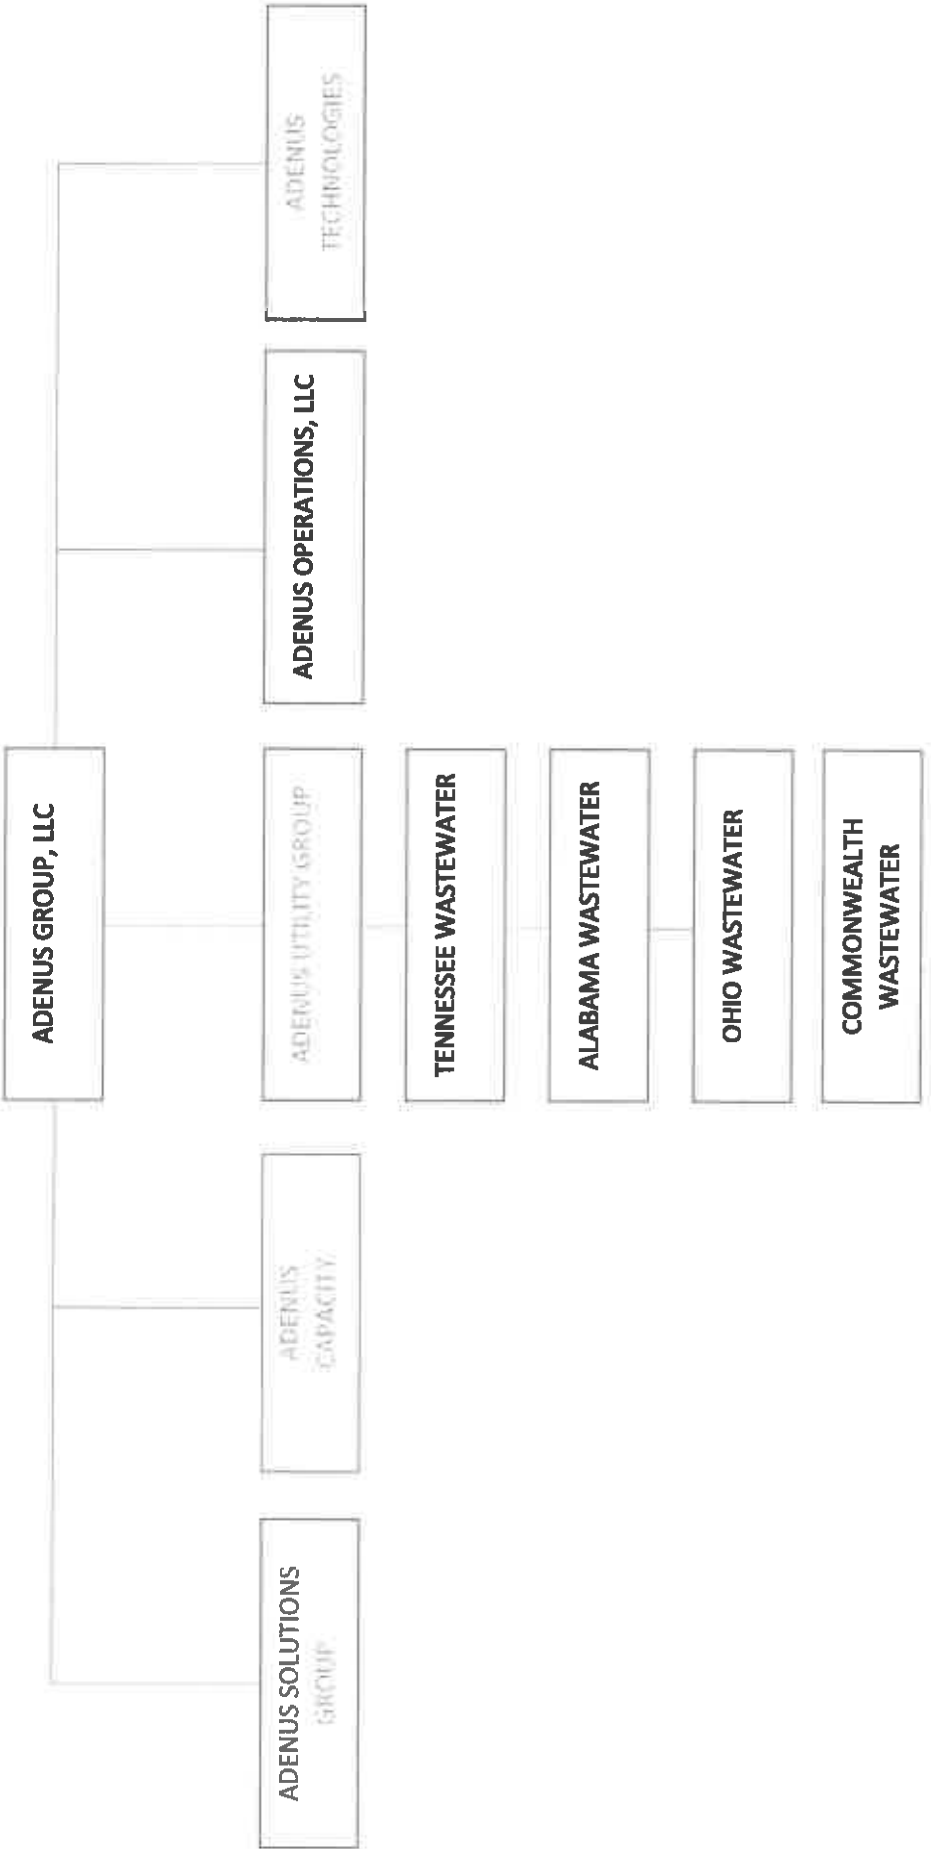 ADENUS GROUP, LLC
ADENUS SOLUTIONS
GROUP
ADENUS
CAPACITY
ADENUS UTILITY GROUP
ADENUS OPERATIONS, LLC
ADENUS
TECHNOLOGIES
TENNESSEE WASTEWATER
ALABAMA WASTEWATER
OHIO WASTEWATER
COMMONWEALTH
WASTEWATER